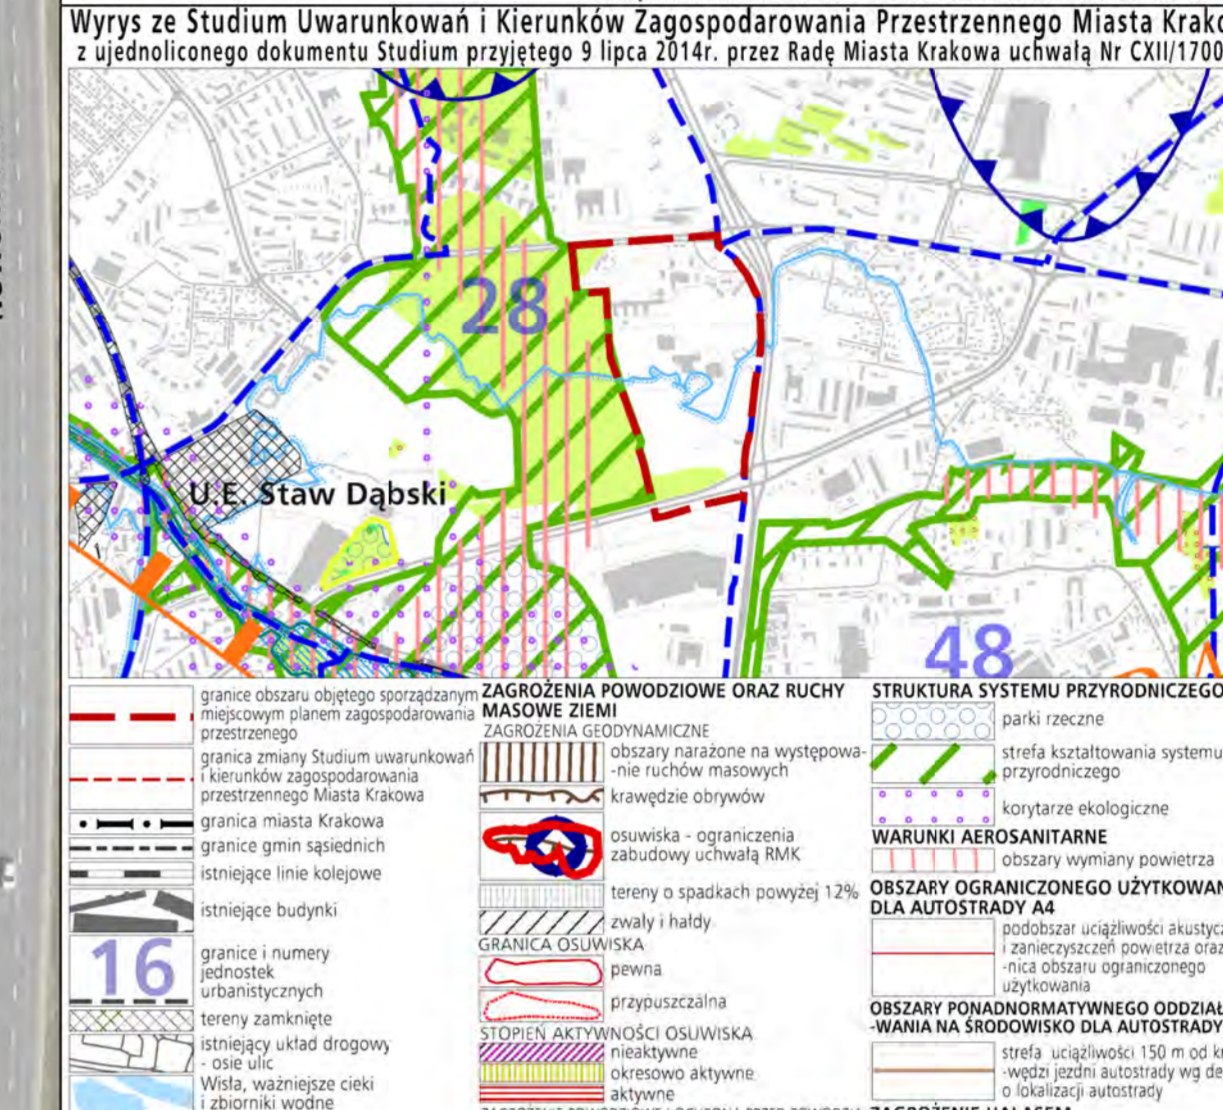 Wyrys ze Studium Uwarunkowań i Kierunków Zagospodarowania Przestrzennego Miasta Krako
z ujednoliconego dokumentu Studium przyjętego 9 lipca 2014r. przez Radę Miasta Krakowa uchwałą Nr CXII/1700
28
U.E. Staw Dąbski
48
granice obszaru objętego sporządzanym
miejscowym planem zagospodarowania
przestrzenego
granica zmiany Studium uwarunkowań
i kierunków zagospodarowania
przestrzennego Miasta Krakowa
granica miasta Krakowa
granice gmin sąsiednich
istniejące linie kolejowe
istniejące budynki
16
granice i numery
jednostek
urbanistycznych
tereny zamknięte
istniejący układ drogowy
- osie ulic
Wisła, ważniejsze cieki
i zbiorniki wodne
ZAGROŻENIA POWODZIOWE ORAZ RUCHY
MASOWE ZIEMI
ZAGROŻENIA GEODYNAMICZNE
obszary narażone na występowa-
-nie ruchów masowych
krawędzie obrywów
osuwiska - ograniczenia
zabudowy uchwałą RMK
tereny o spadkach powyżej 12%
zwały i hałdy
GRANICA OSUWISKA
pewna
przypuszczalna
STOPIEŃ AKTYWNOŚCI OSUWISKA
nieaktywne
okresowo aktywne
aktywne
STRUKTURA SYSTEMU PRZYRODNICZEGO
parki rzeczne
strefa kształtowania systemu
przyrodniczego
korytarze ekologiczne
WARUNKI AEROSANITARNE
obszary wymiany powietrza
OBSZARY OGRANICZONEGO UŻYTKOWAN
DLA AUTOSTRADY A4
podobszar uciążliwości akustycz
i zanieczyszczeń powietrza oraz
-nica obszaru ograniczonego
użytkowania
OBSZARY PONADNORMATYWNEGO ODDZIAŁ
-WANIA NA ŚRODOWISKO DLA AUTOSTRADY
strefa uciążliwości 150 m od kr
-wędzi jezdni autostrady wg de
o lokalizacji autostrady